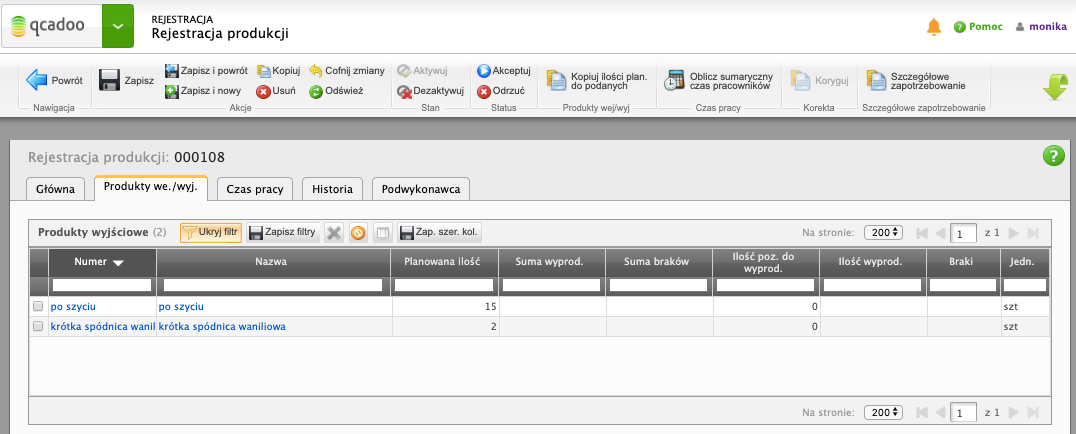 qcadoo
REJESTRACJA
Rejestracja produkcji
Pomoc
monika
Powrót
Nawigacja
Zapisz
Zapisz i powrót
Kopiuj
Cofnij zmiany
Zapisz i nowy
Usuń
Odśwież
Akcje
Aktywuj
Dezaktywuj
Stan
Akceptuj
Odrzuć
Status
Kopiuj ilości plan.
do podanych
Produkty wej/wyj
Oblicz sumaryczny
czas pracowników
Czas pracy
Koryguj
Korekta
Szczegółowe
zapotrzebowanie
Szczegółowe zapotrzebowanie
Rejestracja produkcji: 000108
?
Główna
Produkty we./wyj.
Czas pracy
Historia
Podwykonawca
Produkty wyjściowe (2)
Ukryj filtr
Zapisz filtry
Zap. szer. kol.
Na stronie: 200 1 z 1
Numer Nazwa Planowana ilość Suma wyprod. Suma braków Ilość poz. do wyprod. Ilość wyprod. Braki Jedn.
po szyciu po szyciu 15 0 szt
krótka spódnica wanil krótka spódnica waniliowa 2 0 szt
Na stronie: 200 1 z 1